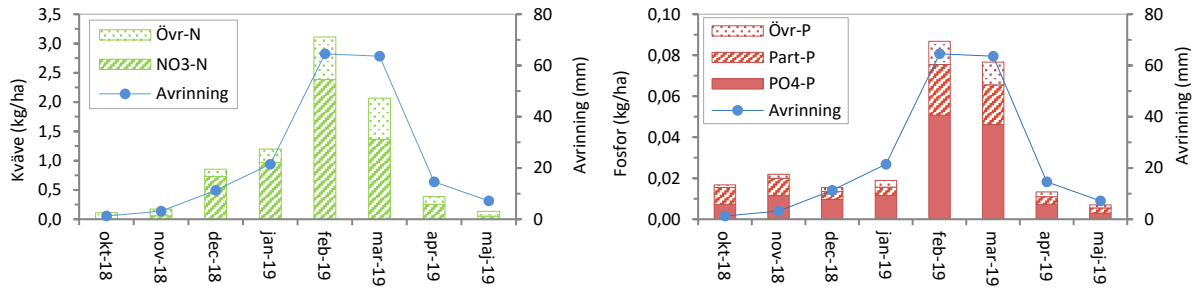 Kväve (kg/ha)
3,5
3,0
2,5
2,0
1,5
1,0
0,5
0,0
Övr-N
NO3-N
Avrinning
80
60
40
20
0
Avrinning (mm)
okt-18
nov-18
dec-18
jan-19
feb-19
mar-19
apr-19
maj-19
Fosfor (kg/ha)
0,10
0,08
0,06
0,04
0,02
0,00
Övr-P
Part-P
PO4-P
Avrinning
80
60
40
20
0
Avrinning (mm)
okt-18
nov-18
dec-18
jan-19
feb-19
mar-19
apr-19
maj-19